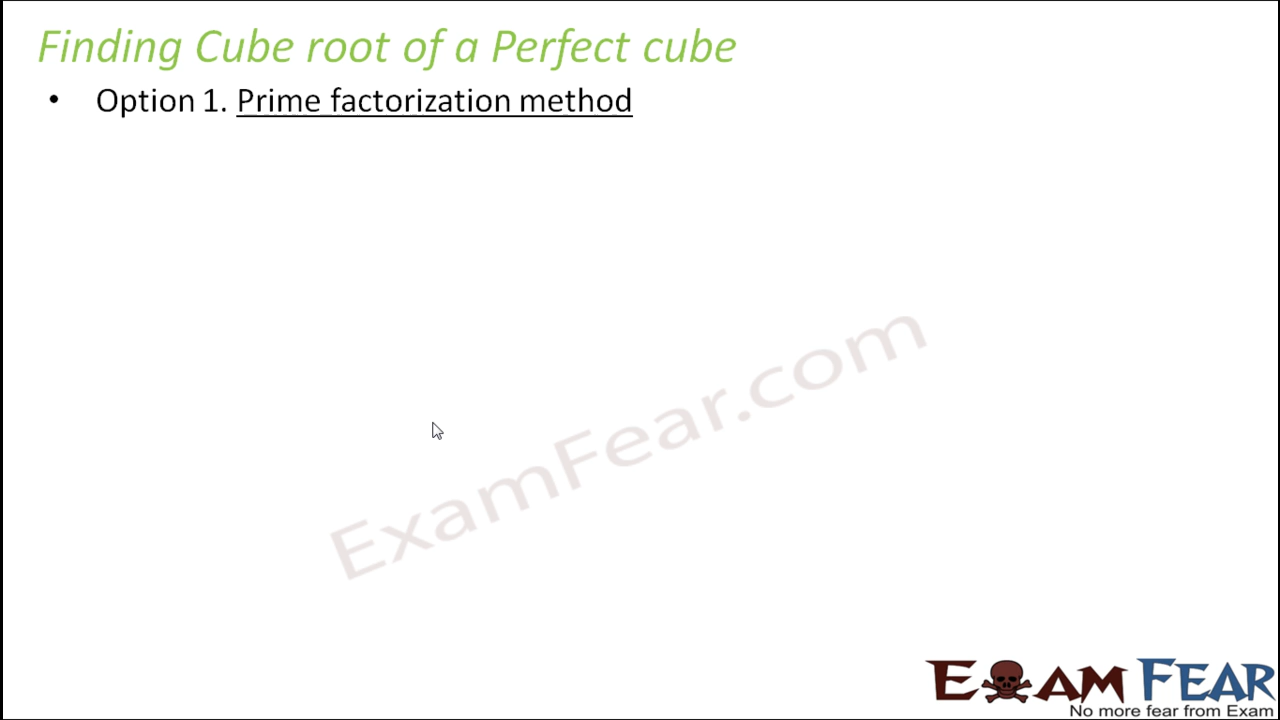 Finding Cube root of a Perfect cube
• Option 1. Prime factorization method
ExamFear.com
EXAM FEAR
No more fear from Exam